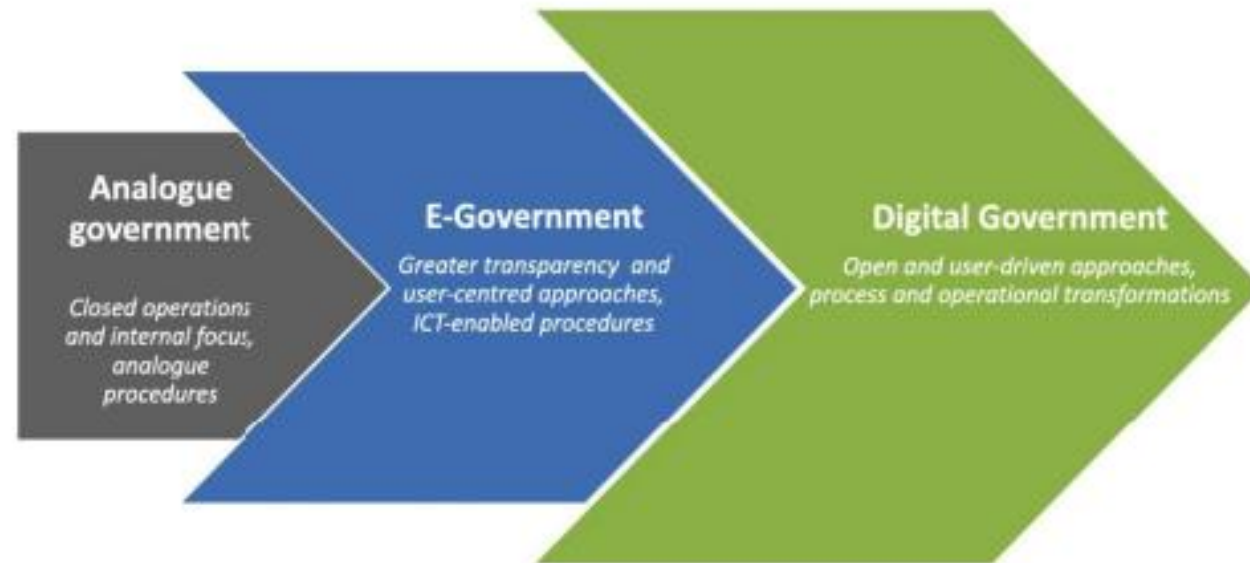 Analogue
government
Closed operations
and internal focus,
analogue
procedures
E-Government
Greater transparency and
user-centred approaches,
ICT-enabled procedures
Digital Government
Open and user-driven approaches,
process and operational transformations